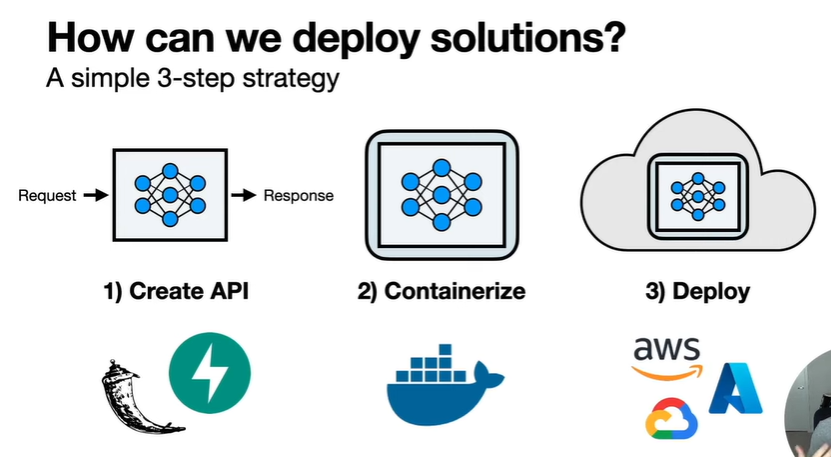 How can we deploy solutions?
A simple 3-step strategy
Request
Response
1) Create API
2) Containerize
3) Deploy
aws